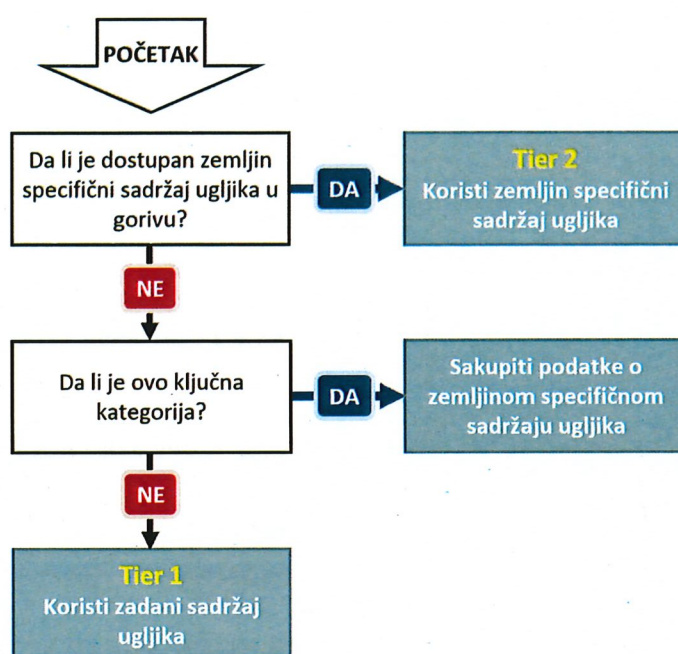 POČETAK
Da li je dostupan zemljin
specifični sadržaj ugljika u
gorivu?
DA
Tier 2
Koristi zemljin specifični
sadržaj ugljika
NE
Da li je ovo ključna
kategorija?
DA
Sakupiti podatke o
zemljinom specifičnom
sadržaju ugljika
NE
Tier 1
Koristi zadani sadržaj
ugljika